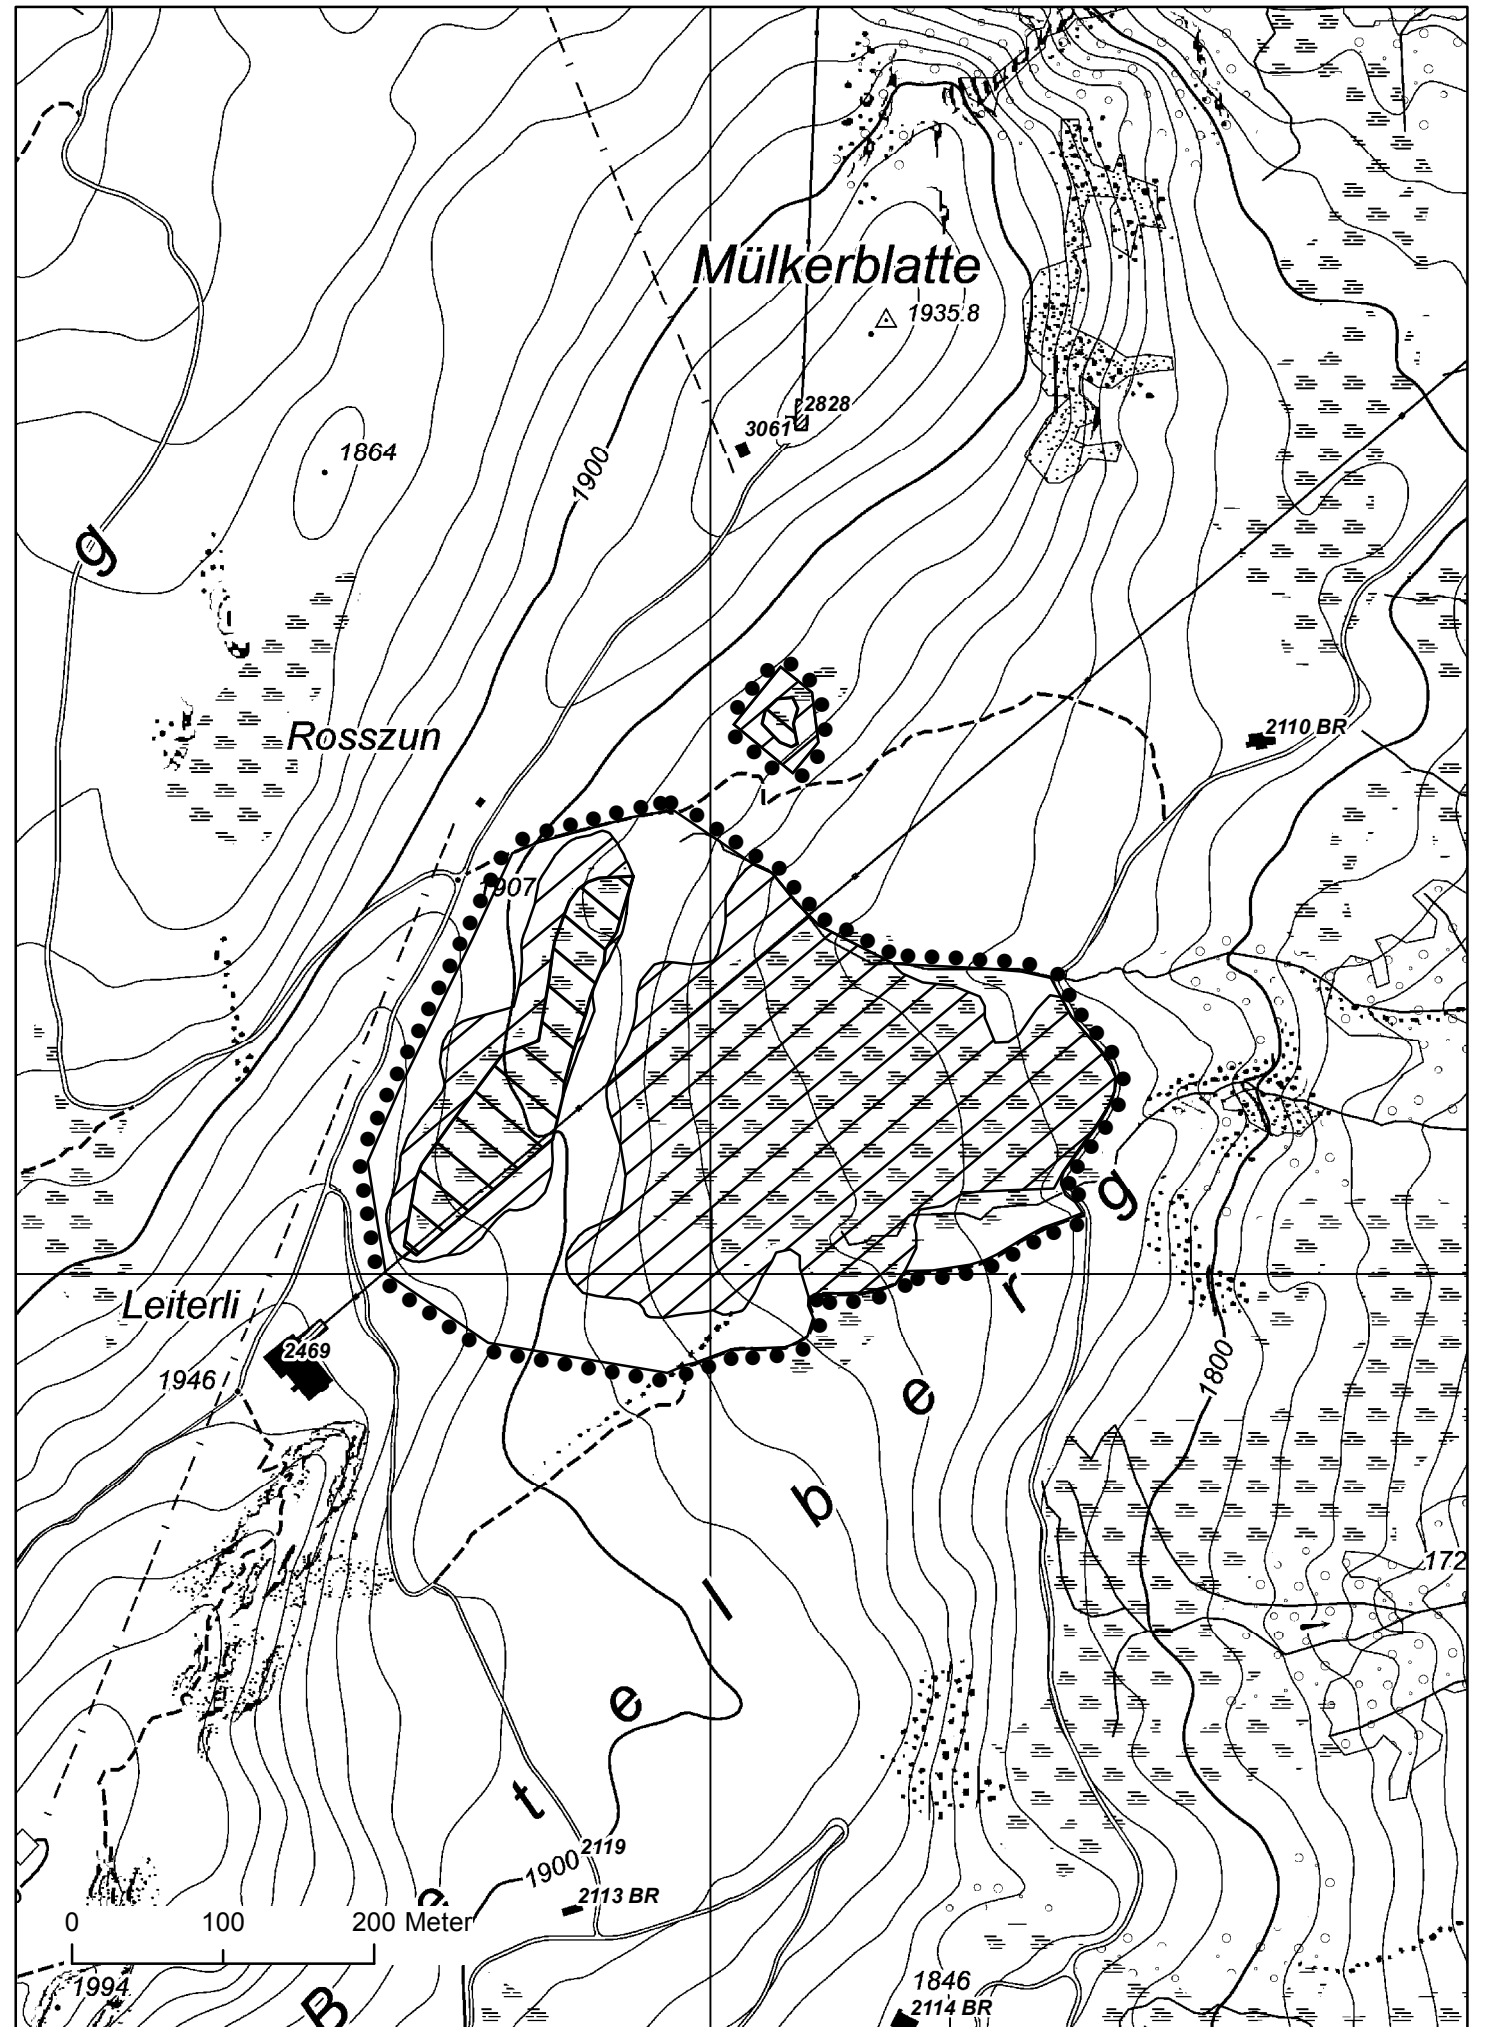 Mülkerblatte
1935.8
2828
3061
1864
1900
g
Rosszun
2110 BR
1907
g
r
Leiterli
2469
1946
e
1800
b
172
l
e
t
2119
1900
2113 BR
e
0 100 200 Meter
1994
1846
2114 BR
B